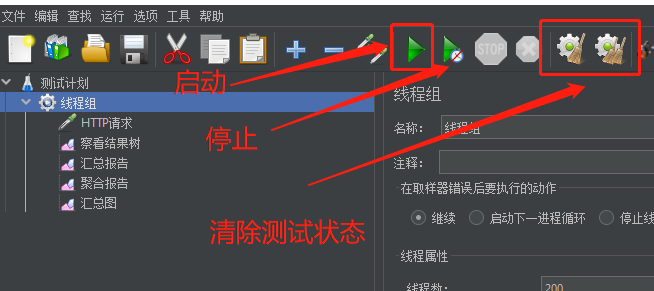 文件 编辑 查找 运行 选项 工具 帮助
STOP
启动
停止
清除测试状态
测试计划
线程组
HTTP请求
察看结果树
汇总报告
聚合报告
汇总图
线程组
名称：
线程组
注释：
在取样器错误后要执行的动作
继续 启动下一进程循环 停止线
线程属性
线程数：
200